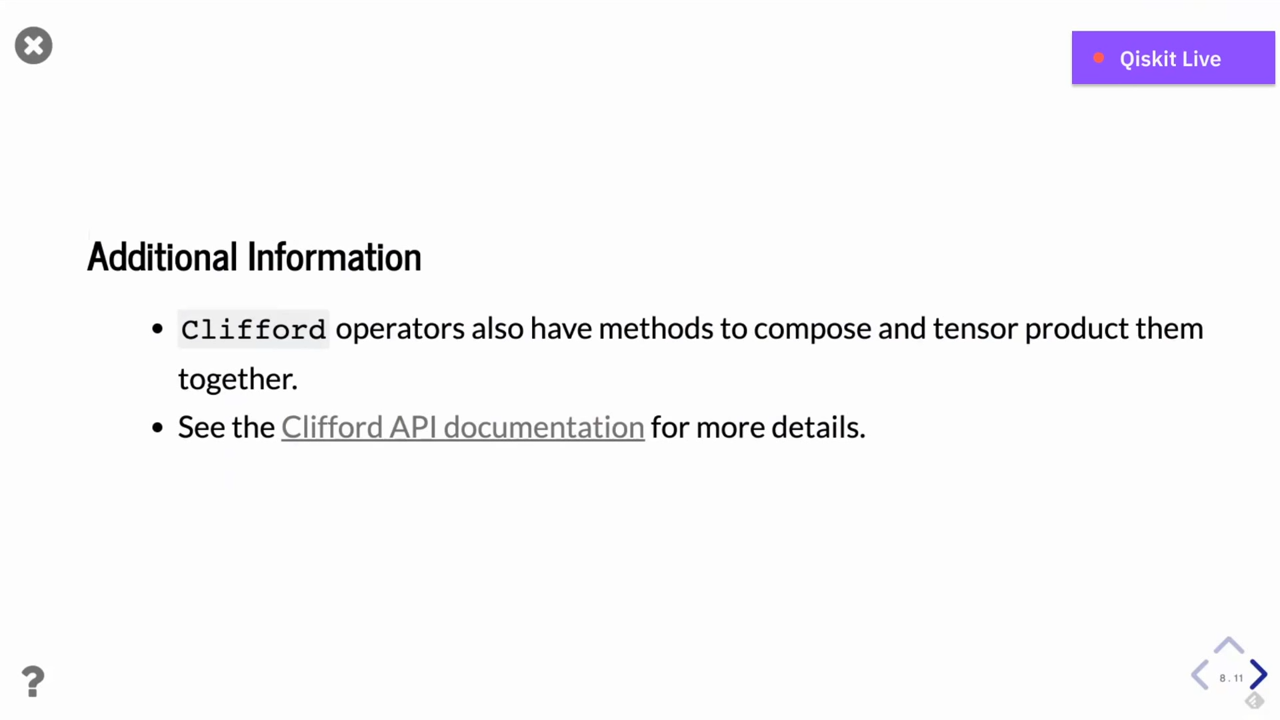 Qiskit Live
Additional Information
• Clifford operators also have methods to compose and tensor product them
together.
• See the Clifford API documentation for more details.
?
8.11